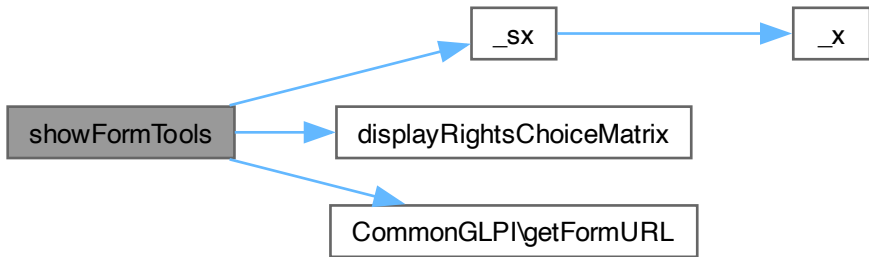 _sx
_x
showFormTools
displayRightsChoiceMatrix
CommonGLPI\getFormURL